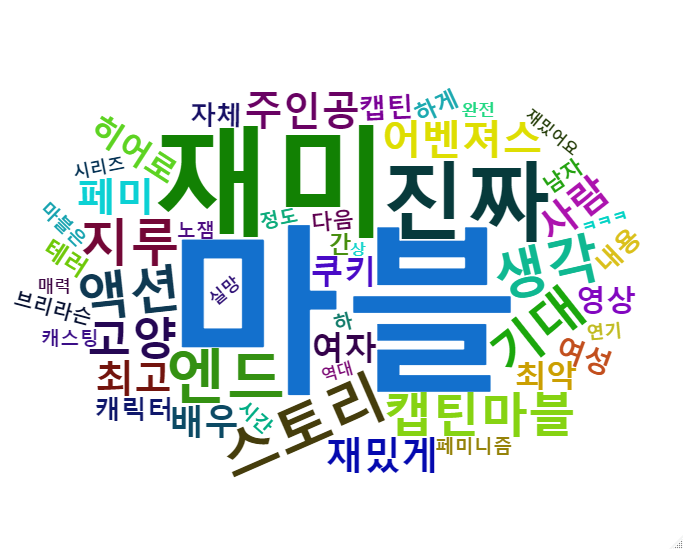 자체
주인공
캡틴
하게
완전
재밌어요
히어로
재미
어벤져스
시리즈
페미
진짜
남자
사람
ㅋㅋㅋ
마블은
테러
지루
노잼
정도
다음
간
상
생각
내용
매력
액션
실망
마블
쿠키
영상
브리라슨
기대
캐스팅
고양
하
여자
연기
여성
최고
엔드
역대
최악
캐릭터
배우
시간
스토리
캡틴마블
재밌게
페미니즘